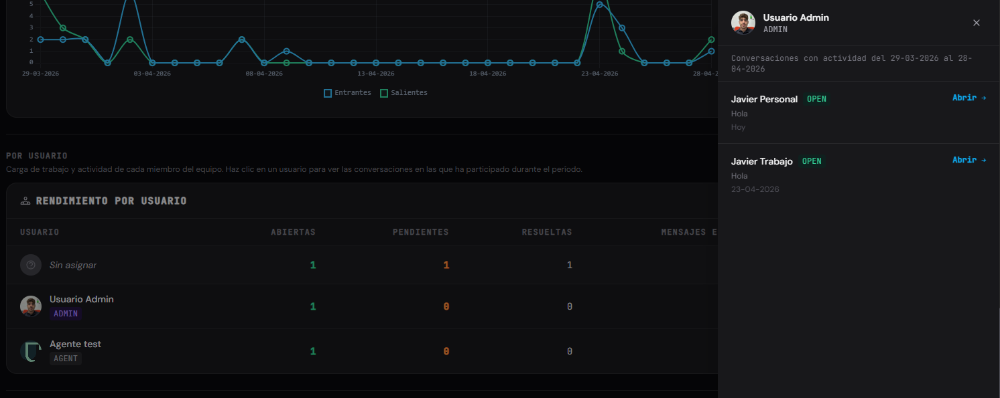 5
4
3
2
1
0
29-03-2026 03-04-2026 08-04-2026 13-04-2026 18-04-2026 23-04-2026 28-04-2
Entrantes Salientes
POR USUARIO
Carga de trabajo y actividad de cada miembro del equipo. Haz clic en un usuario para ver las conversaciones en las que ha participado durante el período.
RENDIMIENTO POR USUARIO
USUARIO ABIERTAS PENDIENTES RESUELTAS MENSAJES E
Sin asignar 1 1 1
Usuario Admin
ADMIN
1 0 0
Agente test
AGENT
1 0 0
Usuario Admin
ADMIN
Conversaciones con actividad del 29-03-2026 al 28-
04-2026
Javier Personal OPEN Abrir →
Hola
Hoy
Javier Trabajo OPEN Abrir →
Hola
23-04-2026